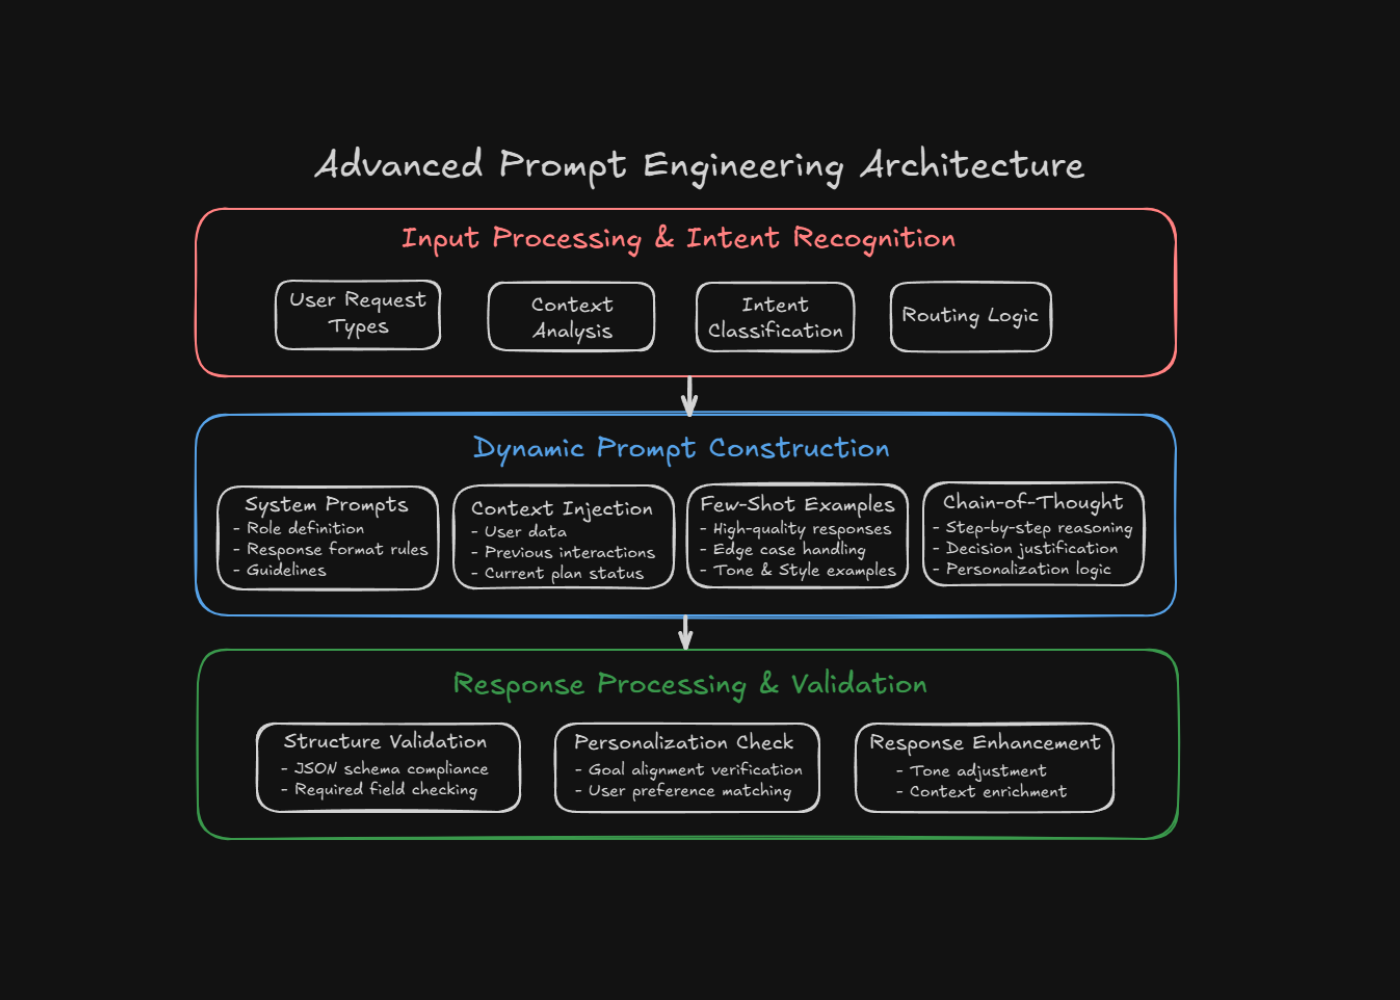 Advanced Prompt Engineering Architecture
Input Processing & Intent Recognition
User Request
Types
Context
Analysis
Intent
Classification
Routing Logic
Dynamic Prompt Construction
System Prompts
- Role definition
- Response format rules
- Guidelines
Context Injection
- User data
- Previous interactions
- Current plan status
Few-Shot Examples
- High-quality responses
- Edge case handling
- Tone & Style examples
Chain-of-Thought
- Step-by-step reasoning
- Decision justification
- Personalization logic
Response Processing & Validation
Structure Validation
- JSON schema compliance
- Required field checking
Personalization Check
- Goal alignment verification
- User preference matching
Response Enhancement
- Tone adjustment
- Context enrichment